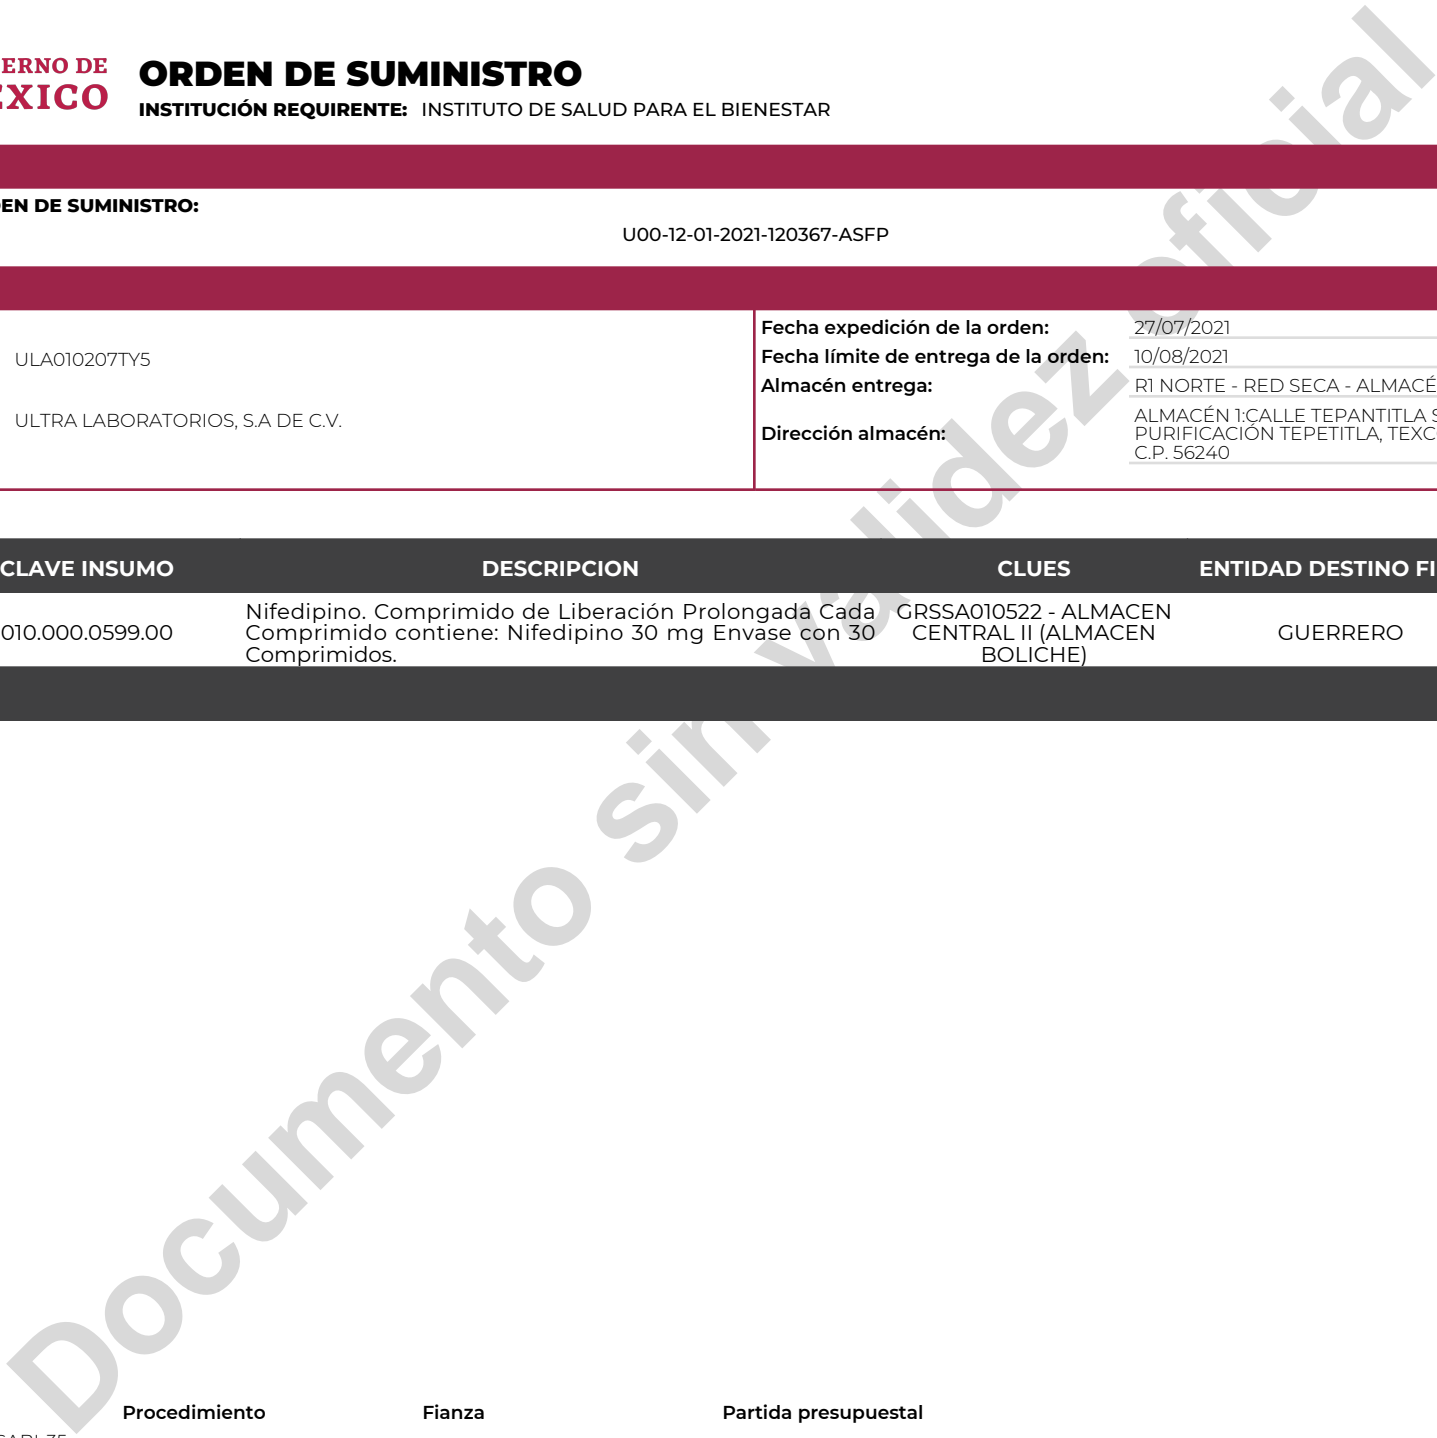 ERNO DE
EXICO
ORDEN DE SUMINISTRO
INSTITUCIÓN REQUIRENTE: INSTITUTO DE SALUD PARA EL BIENESTAR
EN DE SUMINISTRO:
U00-12-01-2021-120367-ASFP
ULA010207TY5
ULTRA LABORATORIOS, S.A DE C.V.
Fecha expedición de la orden: 27/07/2021
Fecha límite de entrega de la orden: 10/08/2021
Almacén entrega: R1 NORTE - RED SECA - ALMACÉ
Dirección almacén: ALMACÉN 1:CALLE TEPANTITLA S
PURIFICACIÓN TEPETITLA, TEXC
C.P. 56240
CLAVE INSUMO DESCRIPCION CLUES ENTIDAD DESTINO FI
010.000.0599.00
Nifedipino. Comprimido de Liberación Prolongada Cada
Comprimido contiene: Nifedipino 30 mg Envase con 30
Comprimidos.
GRSSA010522 - ALMACEN
CENTRAL II (ALMACEN
BOLICHE)
GUERRERO
Documento sin validez oficial
Procedimiento Fianza Partida presupuestal